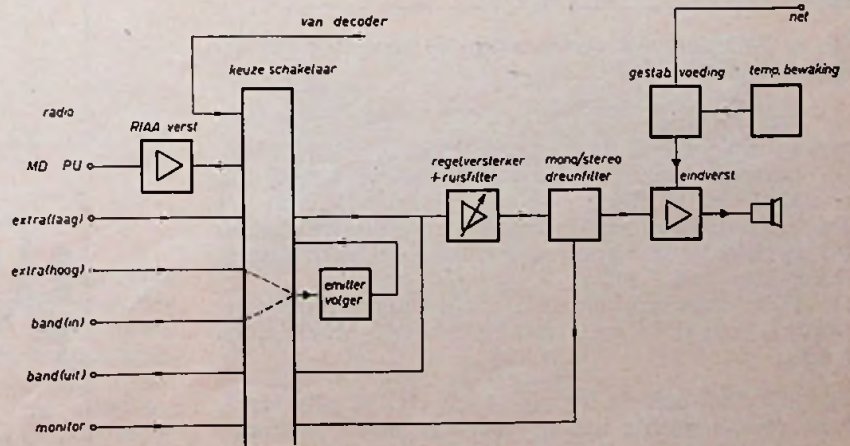 van decoder
net
keuze schakelaar
gestab. voeding
temp. bewaking
radio
RIAA verst
MD PU
regelversterker
+ruisfilter
mono/stereo
dreunfilter
eindverst
extra(laag)
extra(hoog)
emitter
volger
band(in)
band(uit)
monitor